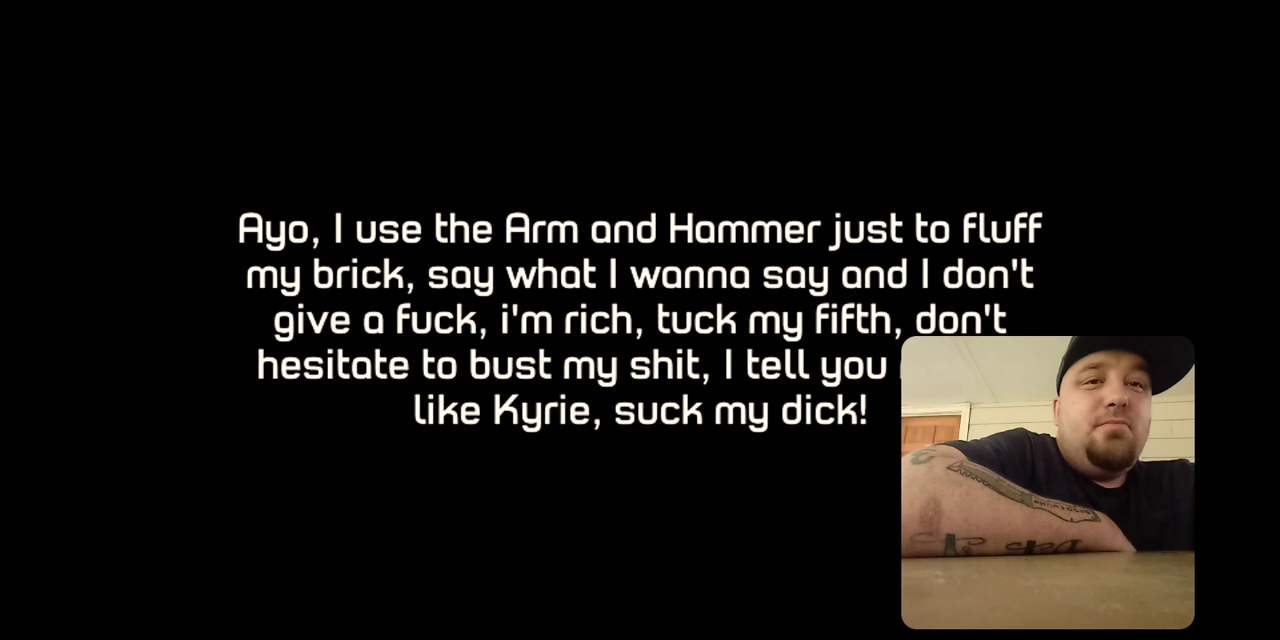 Ayo, I use the Arm and Hammer just to fluff
my brick, say what I wanna say and I don't
give a fuck, i'm rich, tuck my fifth, don't
hesitate to bust my shit, I tell you
like Kyrie, suck my dick!